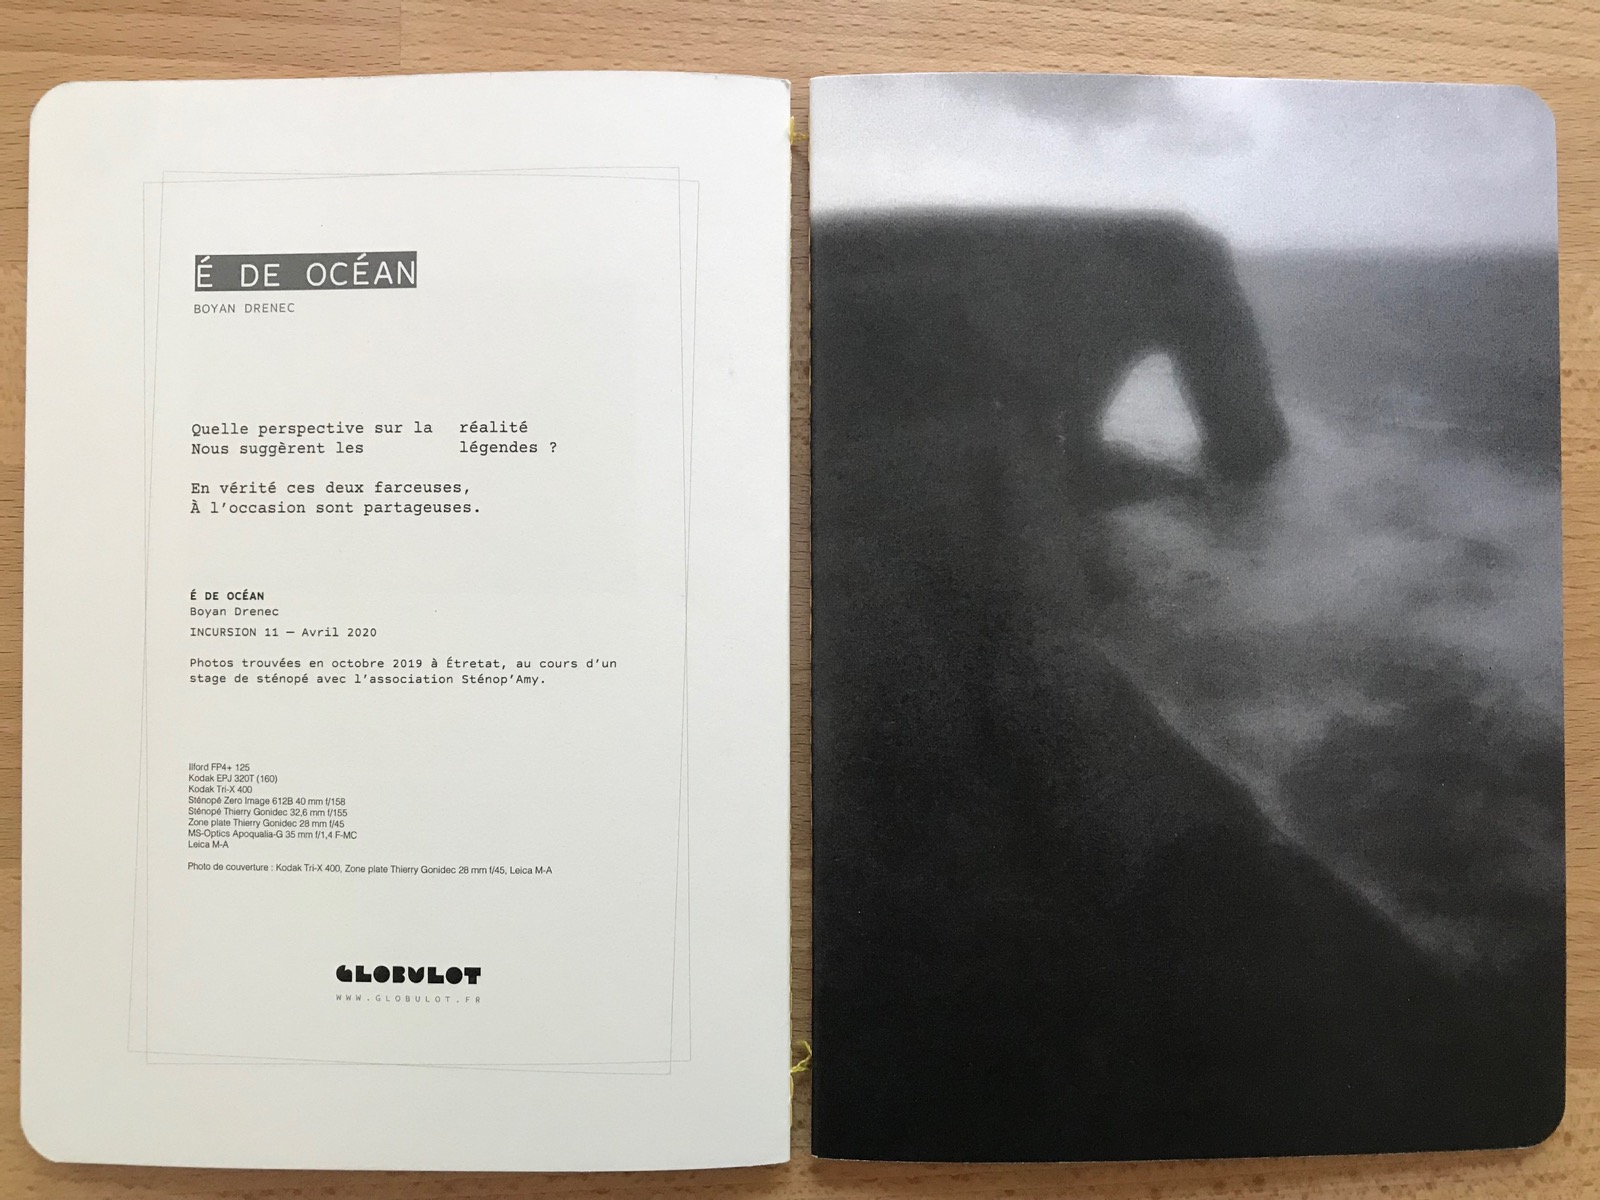 É DE OCÉAN
BOYAN DRENEC
Quelle perspective sur la réalité
Nous suggèrent les légendes ?
En vérité ces deux farceuses,
À l'occasion sont partageuses.
É DE OCÉAN
Boyan Drenec
INCURSION 11 — Avril 2020
Photos trouvées en octobre 2019 à Étretat, au cours d'un
stage de sténopé avec l'association Sténop'Amy.
Ilford FP4+ 125
Kodak EPJ 320T (160)
Kodak Tri-X 400
Sténopé Zero Image 612B 40 mm f/158
Sténopé Thierry Gonidec 32,6 mm f/155
Zone plate Thierry Gonidec 28 mm f/45
MS-Optics Apoqualia-G 35 mm f/1,4 F-MC
Leica M-A
Photo de couverture : Kodak Tri-X 400, Zone plate Thierry Gonidec 28 mm f/45, Leica M-A
GLOBULOT
WWW.GLOBULOT.FR